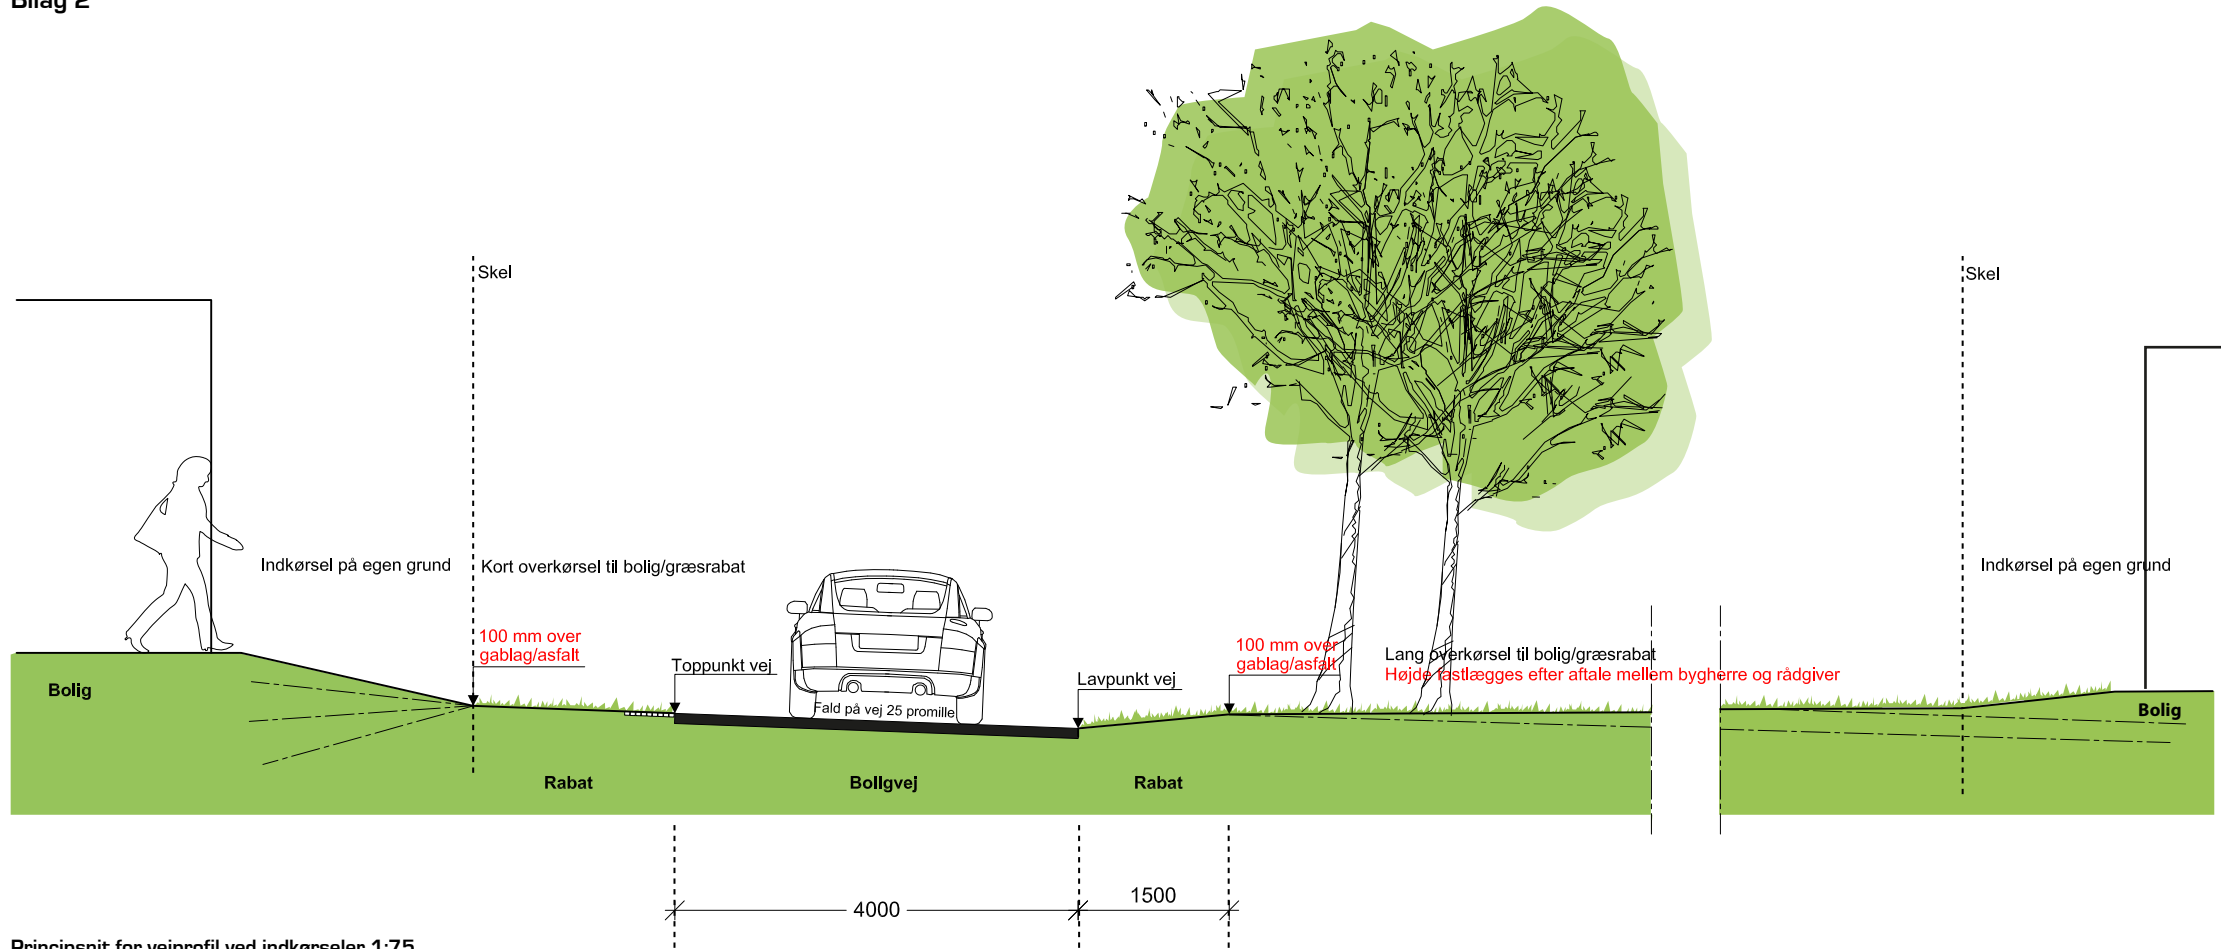 Bilag 2
Skel
Skel
Indkørsel på egen grund
Kort overkørsel til bolig/græsrabat
Indkørsel på egen grund
100 mm over
gablag/asfalt
Toppunkt vej
Fald på vej 25 promille
Lavpunkt vej
100 mm over
gablag/asfalt
Lang overkørsel til bolig/græsrabat
Højde fastlægges efter aftale mellem bygherre og rådgiver
Bolig
Bolig
Rabat
Boligvej
Rabat
4000
1500
Principsnit for vejprofil ved indkørsler 1:75